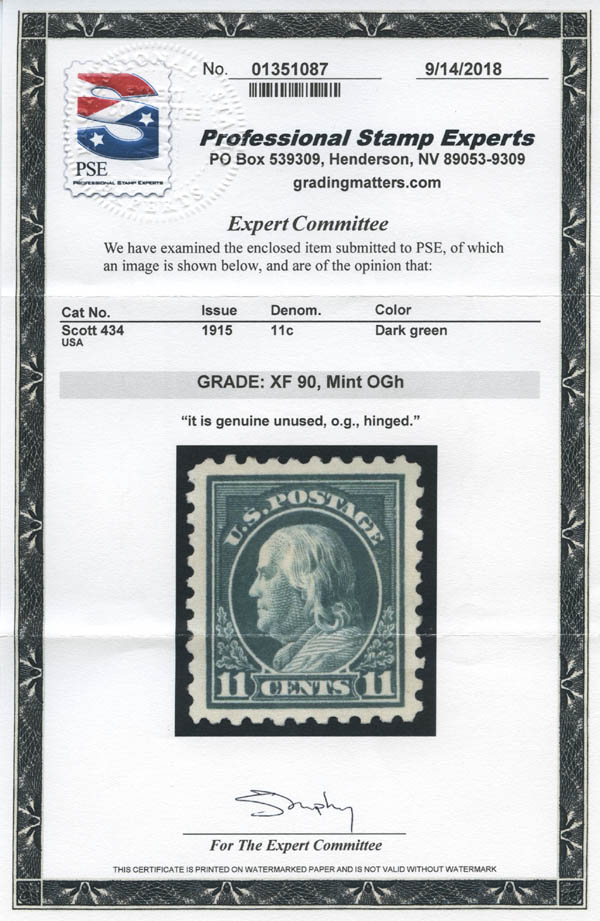 No. 01351087 9/14/2018
PSE
PROFESSIONAL STAMP EXPERTS
Professional Stamp Experts
PO Box 539309, Henderson, NV 89053-9309
gradingmatters.com
Expert Committee
We have examined the enclosed item submitted to PSE, of which
an image is shown below, and are of the opinion that:
Cat No. Issue Denom. Color
Scott 434 1915 11c Dark green
USA
GRADE: XF 90, Mint OGh
“it is genuine unused, o.g., hinged.”
U.S. POSTAGE
11 CENTS 11
For The Expert Committee
THIS CERTIFICATE IS PRINTED ON WATERMARKED PAPER AND IS NOT VALID WITHOUT WATERMARK